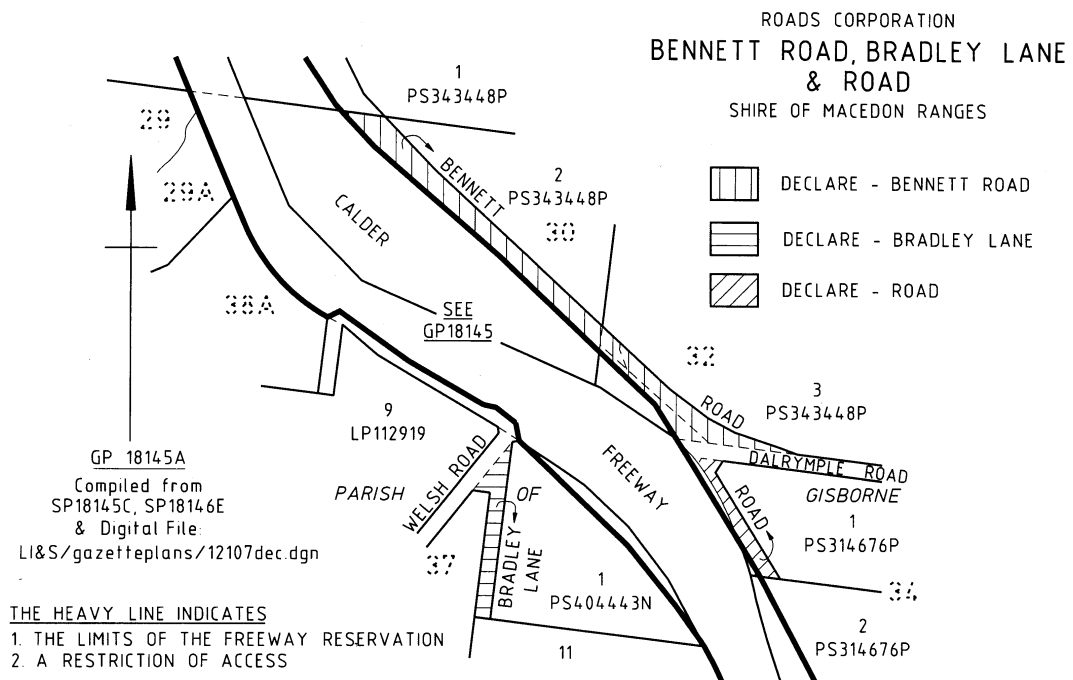 ROADS CORPORATION
BENNETT ROAD, BRADLEY LANE
& ROAD
SHIRE OF MACEDON RANGES
DECLARE - BENNETT ROAD
DECLARE - BRADLEY LANE
DECLARE - ROAD
1
PS343448P
29
29A
BENNETT
2
PS343448P
30
CALDER
38A
SEE
GP18145
32
3
PS343448P
ROAD
9
LP112919
DALRYMPLE ROAD
GISBORNE
FREEWAY
WELSH ROAD
PARISH
OF
ROAD
1
PS314676P
37
BRADLEY
LANE
1
PS404443N
34
2
PS314676P
11
GP 18145A
Compiled from
SP18145C, SP18146E
& Digital File:
LI&S/gazetteplans/12107dec.dgn
THE HEAVY LINE INDICATES
1. THE LIMITS OF THE FREEWAY RESERVATION
2. A RESTRICTION OF ACCESS